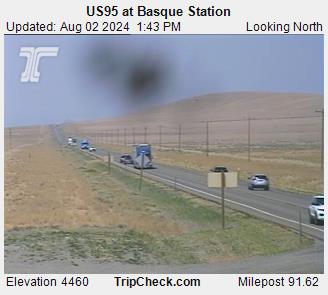 US95 at Basque Station
Updated: Aug 02 2024 1:43 PM Looking North
Elevation 4460 TripCheck.com Milepost 91.62